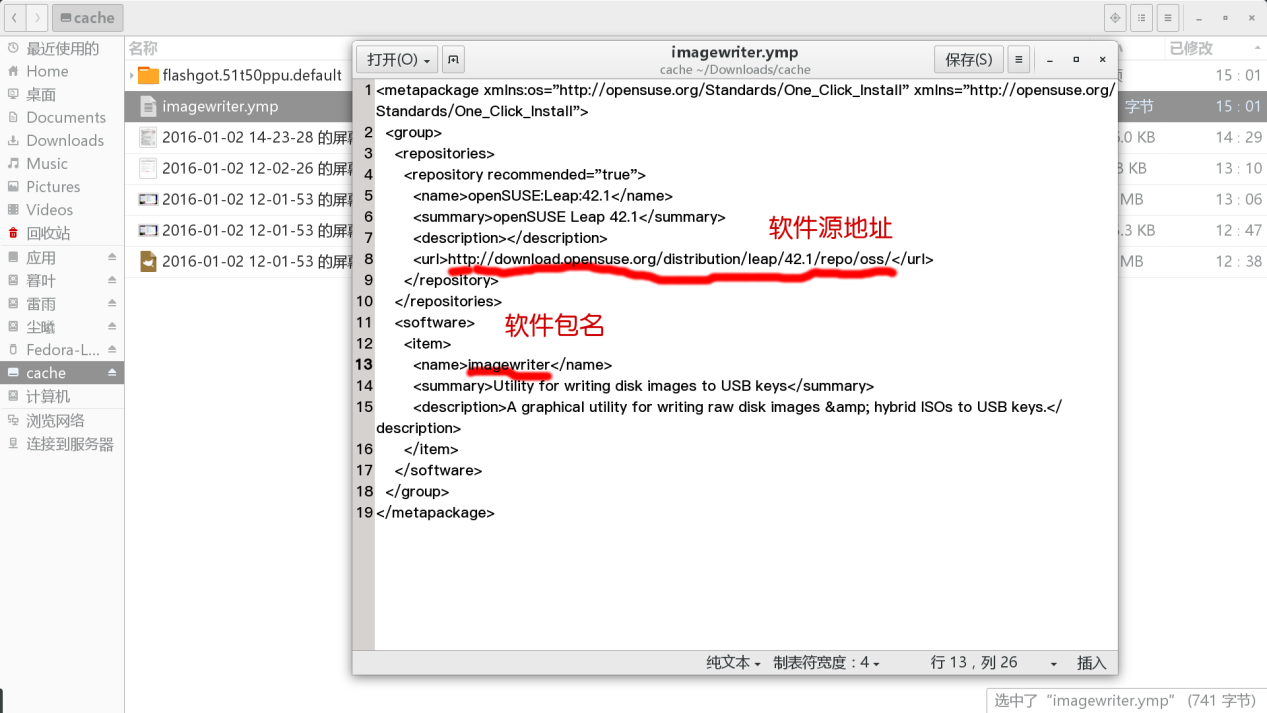 cache
最近使用的
Home
桌面
Documents
Downloads
Music
Pictures
Videos
回收站
应用
暮叶
雷雨
尘曦
Fedora-L...
cache
计算机
浏览网络
连接到服务器
名称
已修改
flashgot.51t50ppu.default
15 : 01
imagewriter.ymp
字节
15 : 01
2016-01-02 14-23-28 的屏幕
.0 KB
14 : 29
2016-01-02 12-02-26 的屏幕
KB
13 : 10
2016-01-02 12-01-53 的屏幕
MB
13 : 06
2016-01-02 12-01-53 的屏幕
.3 KB
12 : 47
2016-01-02 12-01-53 的屏幕
MB
12 : 38
打开(O)
imagewriter.ymp
cache ~/Downloads/cache
保存(S)
1 <metapackage xmlns:os="http://opensuse.org/Standards/One_Click_Install" xmlns="http://opensuse.org/
Standards/One_Click_Install">
2 <group>
3 <repositories>
4 <repository recommended="true">
5 <name>openSUSE:Leap:42.1</name>
6 <summary>openSUSE Leap 42.1</summary>
软件源地址
7 <description></description>
8 <url>http://download.opensuse.org/distribution/leap/42.1/repo/oss/</url>
9 </repository>
10 </repositories>
11 <software>
软件包名
12 <item>
13 <name>imagewriter</name>
14 <summary>Utility for writing disk images to USB keys</summary>
15 <description>A graphical utility for writing raw disk images &amp; hybrid ISOs to USB keys.</
description>
16 </item>
17 </software>
18 </group>
19 </metapackage>
纯文本 制表符宽度：4 行 13，列 26 插入
选中了“imagewriter.ymp” (741 字节)